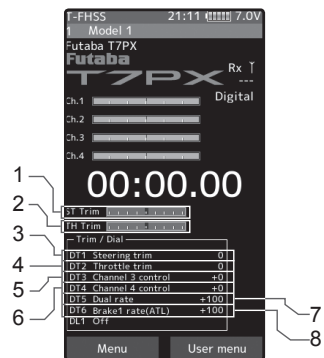 T-FHSS 21:11 7.0V
1 Model 1
Futaba T7PX
Futaba
T7PX
Rx
---
Digital
Ch.1
Ch.2
Ch.3
Ch.4
00:00.00
1
ST Trim
2
TH Trim
Trim / Dial
3 DT1 Steering trim 0
4 DT2 Throttle trim 0
5 DT3 Channel 3 control +0
6 DT4 Channel 4 control +0
DT5 Dual rate +100 7
DT6 Brake1 rate(ATL) +100 8
DL1 Off
Menu User menu